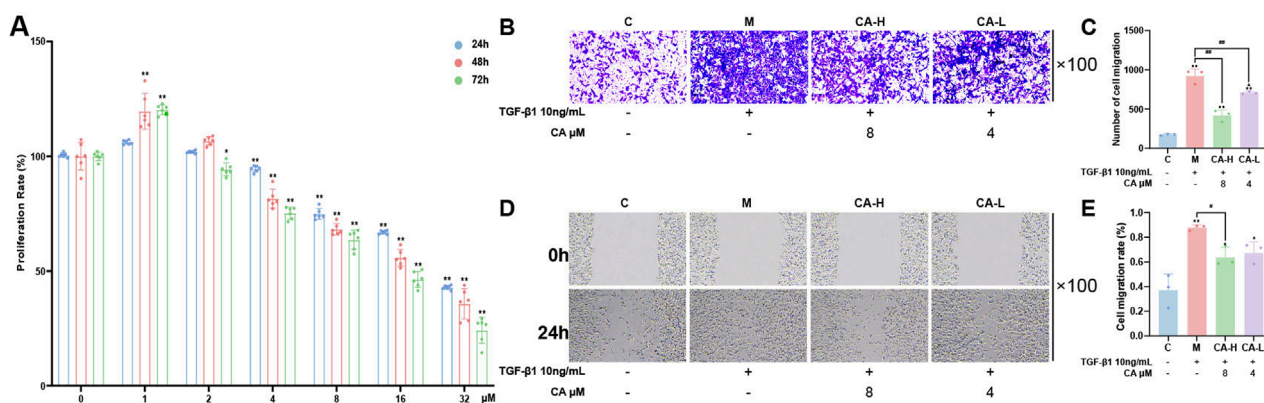 A
Proliferation Rate (%)
150
100
50
0
24h
48h
72h
** ** * ** ** ** ** ** ** ** ** ** ** ** **
0 1 2 4 8 16 32 μM
B
C M CA-H CA-L
×100
TGF-β1 10ng/mL - + + +
CA μM - - 8 4
C
Number of cell migration
1500
1000
500
0
##
##
** ** **
C M CA-H CA-L
TGF-β1 10ng/mL - + + +
CA μM - - 8 4
D
C M CA-H CA-L
0h
24h
×100
TGF-β1 10ng/mL - + + +
CA μM - - 8 4
E
Cell migration rate (%)
1.0
0.8
0.6
0.4
0.2
0.0
#
** * *
C M CA-H CA-L
TGF-β1 10ng/mL - + + +
CA μM - - 8 4